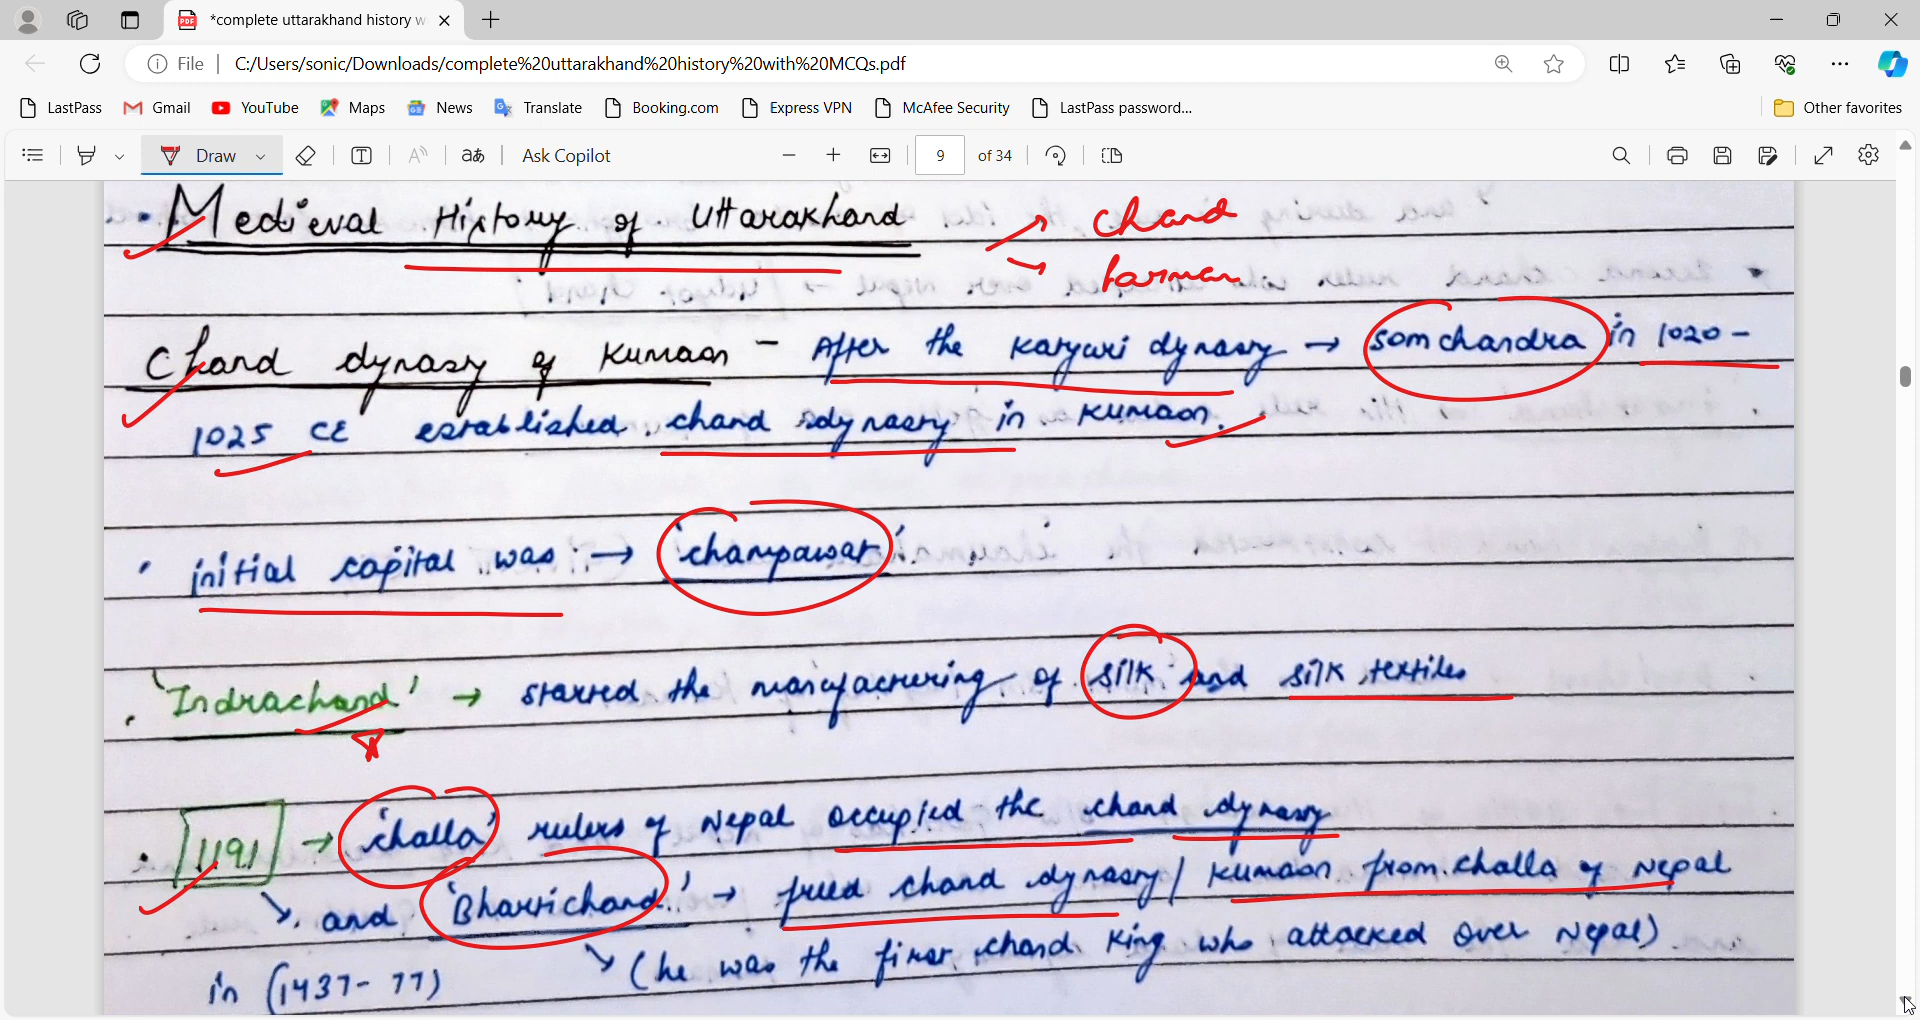 *complete uttarakhand history w
File C:/Users/sonic/Downloads/complete%20uttarakhand%20history%20with%20MCQs.pdf
LastPass Gmail YouTube Maps News Translate Booking.com Express VPN McAfee Security LastPass password... Other favorites
Draw Ask Copilot 9 of 34
Medieval History of Uttarakhand → Chand
→ Parmar
Chand dynasy of Kumaon - After the Katyuri dynasty → somchandra in 1020 -
1025 CE established chand dynasty in Kumaon.
initial capital was → 'champawat'
'Indrachand' → started the manufacturing of silk and silk textiles
1191 → 'challa' rulers of Nepal occupied the chand dynasty
→ and 'Bhartichand' → freed chand dynasty / Kumaon from challa of Nepal
in (1437-77) → (he was the first chand king who attacked over Nepal)